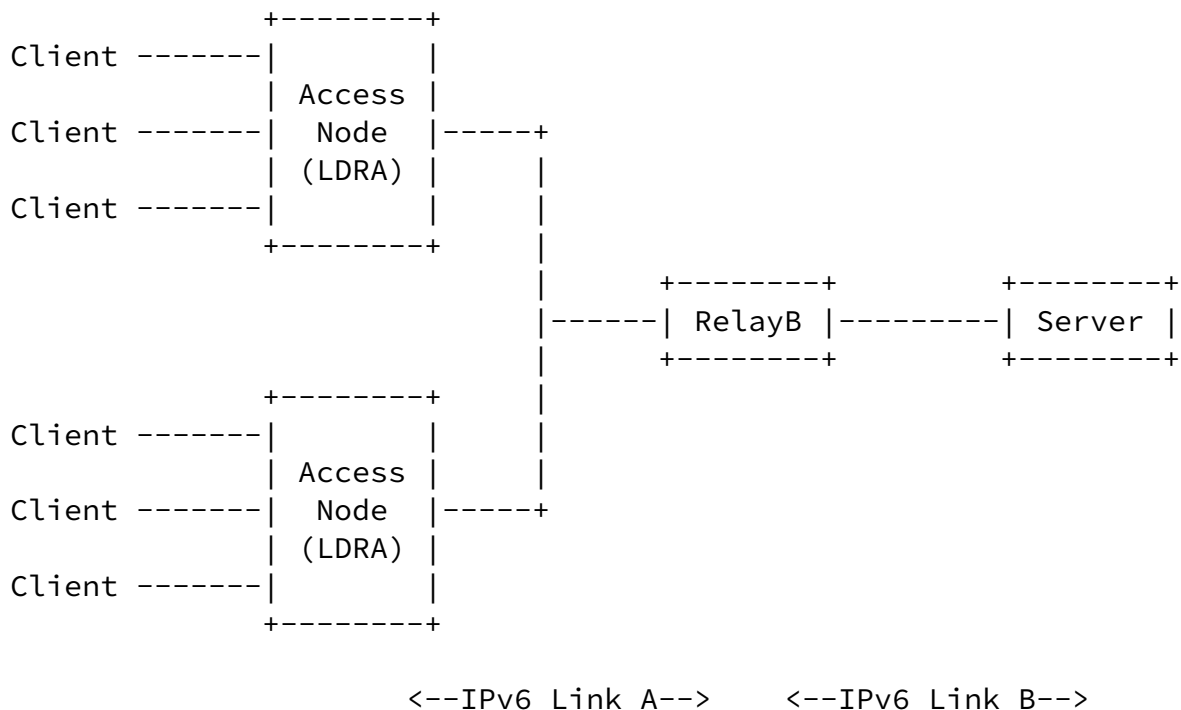 Client
Access
Client Node
(LDRA)
Client
RelayB Server
Client
Access
Client Node
(LDRA)
Client
<--IPv6 Link A--> <--IPv6 Link B-->